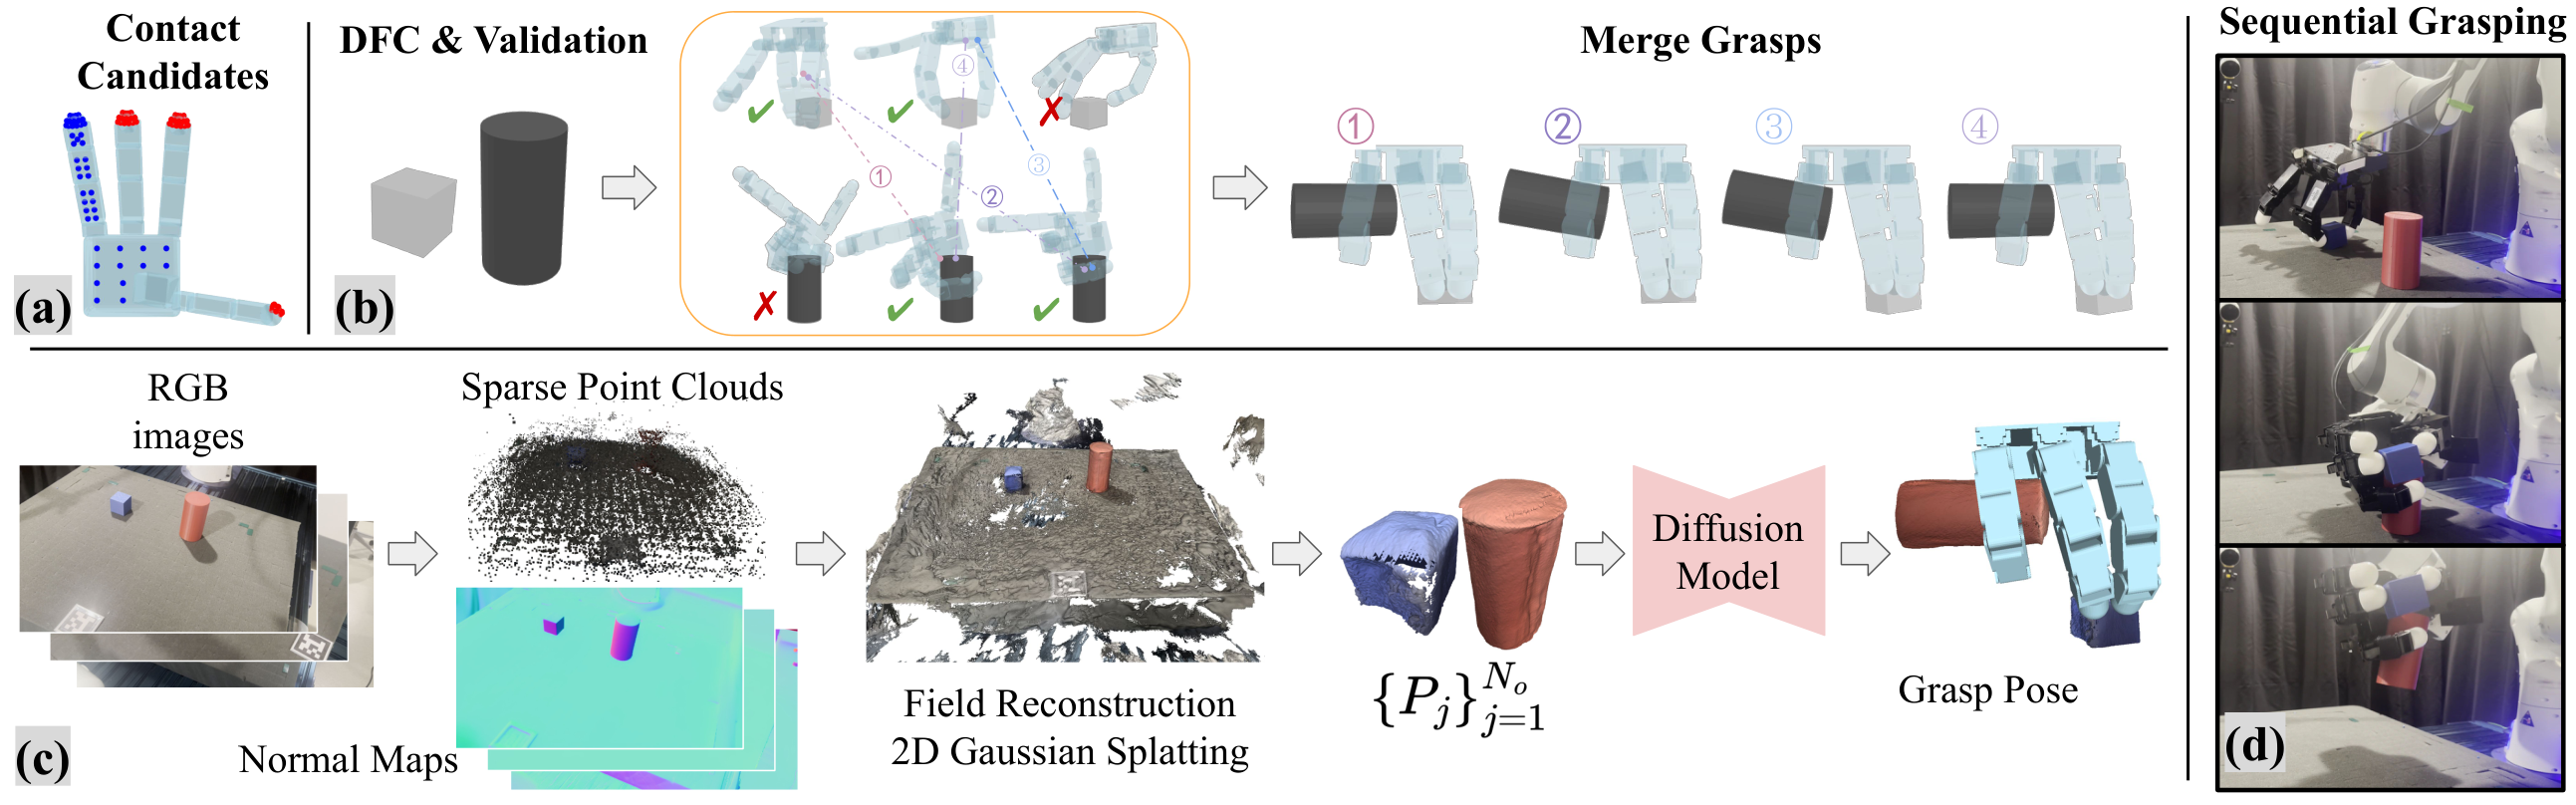 Contact
Candidates
(a)
DFC & Validation
(b)
✓
✓
✗
✗
✓
✓
①
②
③
④
Merge Grasps
①
②
③
④
RGB
images
Sparse Point Clouds
Normal Maps
(c)
Field Reconstruction
2D Gaussian Splatting
{P_j}_{j=1}^{N_o}
Diffusion
Model
Grasp Pose
Sequential Grasping
(d)